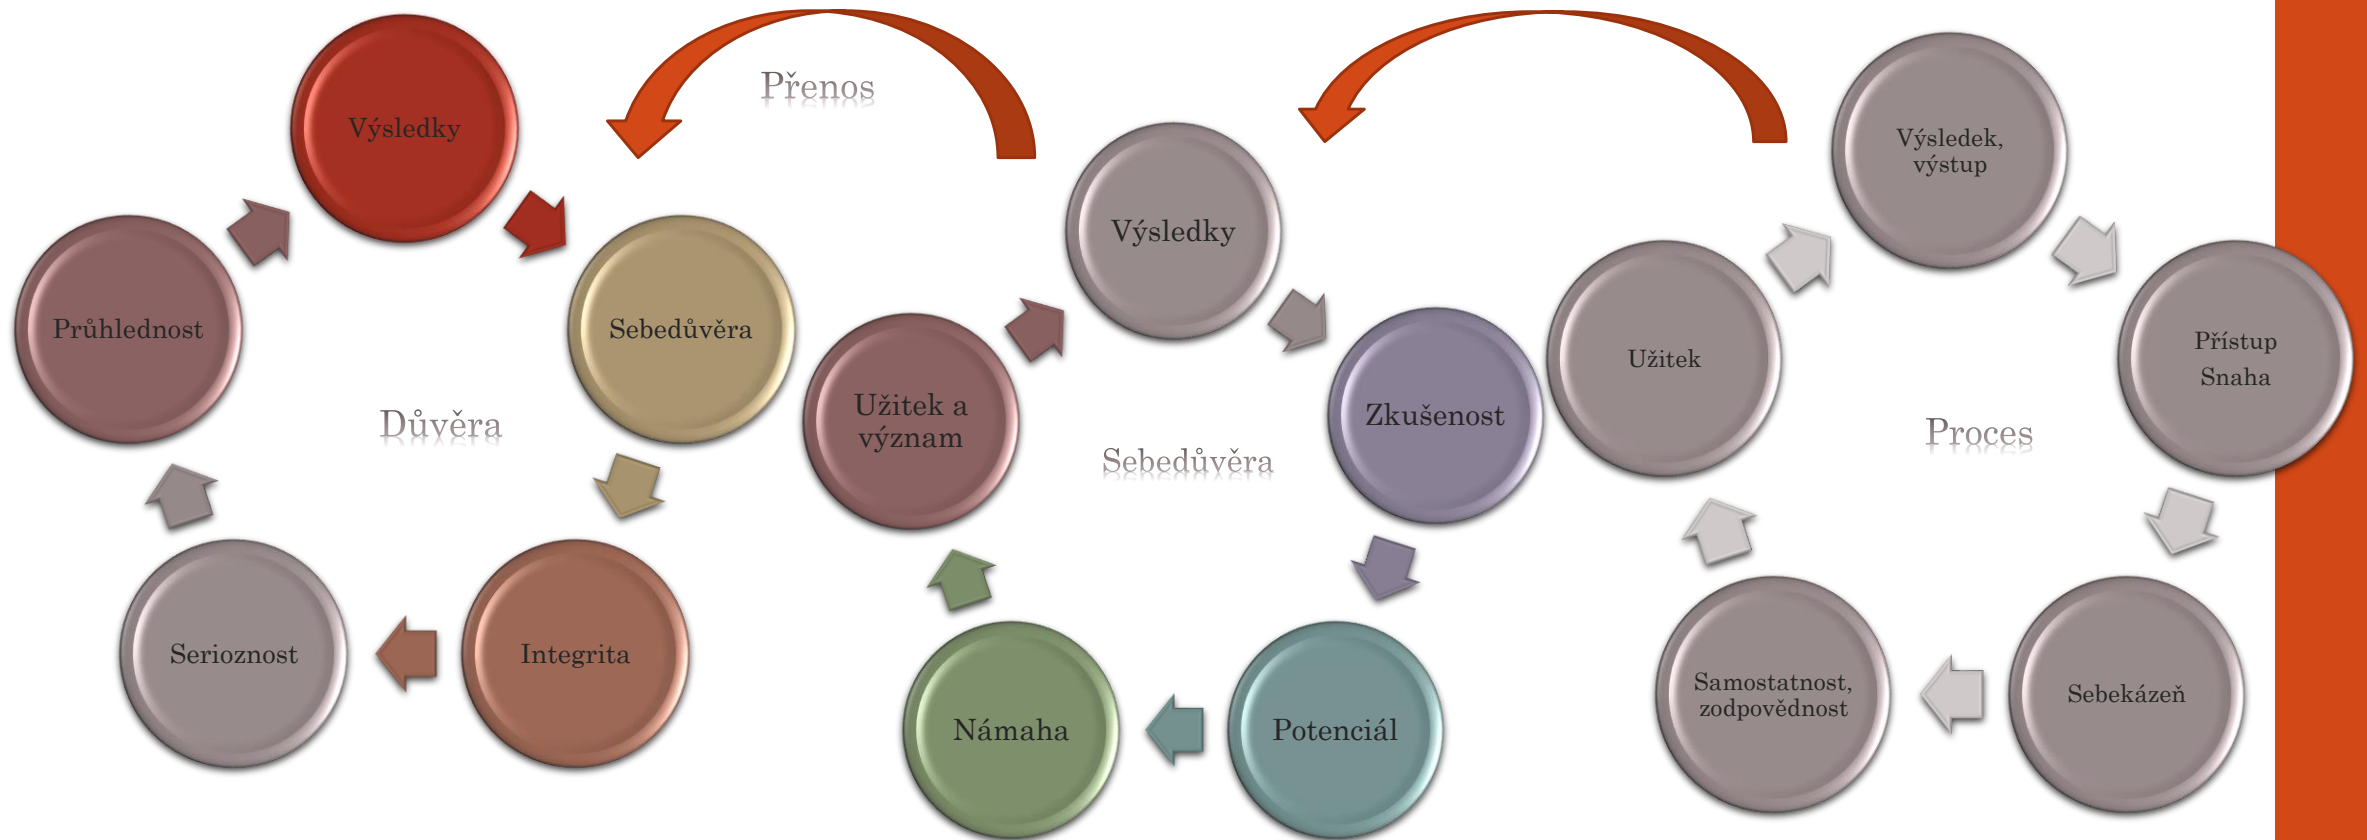 Výsledky
Přenos
Průhlednost
Sebedůvěra
Důvěra
Serioznost
Integrita
Výsledky
Užitek a
význam
Zkušenost
Sebedůvěra
Námaha
Potenciál
Výsledek,
výstup
Užitek
Přístup
Snaha
Proces
Samostatnost,
zodpovědnost
Sebekázeň